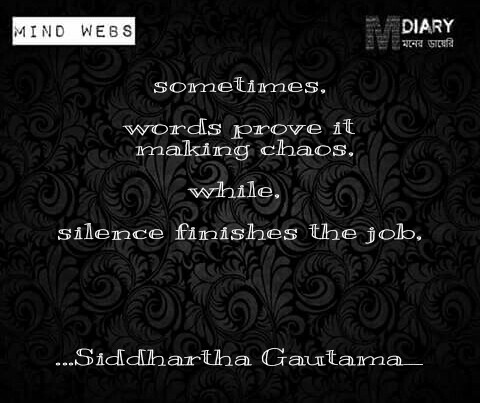 MIND WEBS
M DIARY
মনের ডায়েরি
sometimes,
words prove it
making chaos,
while,
silence finishes the job.
...Siddhartha Gautama